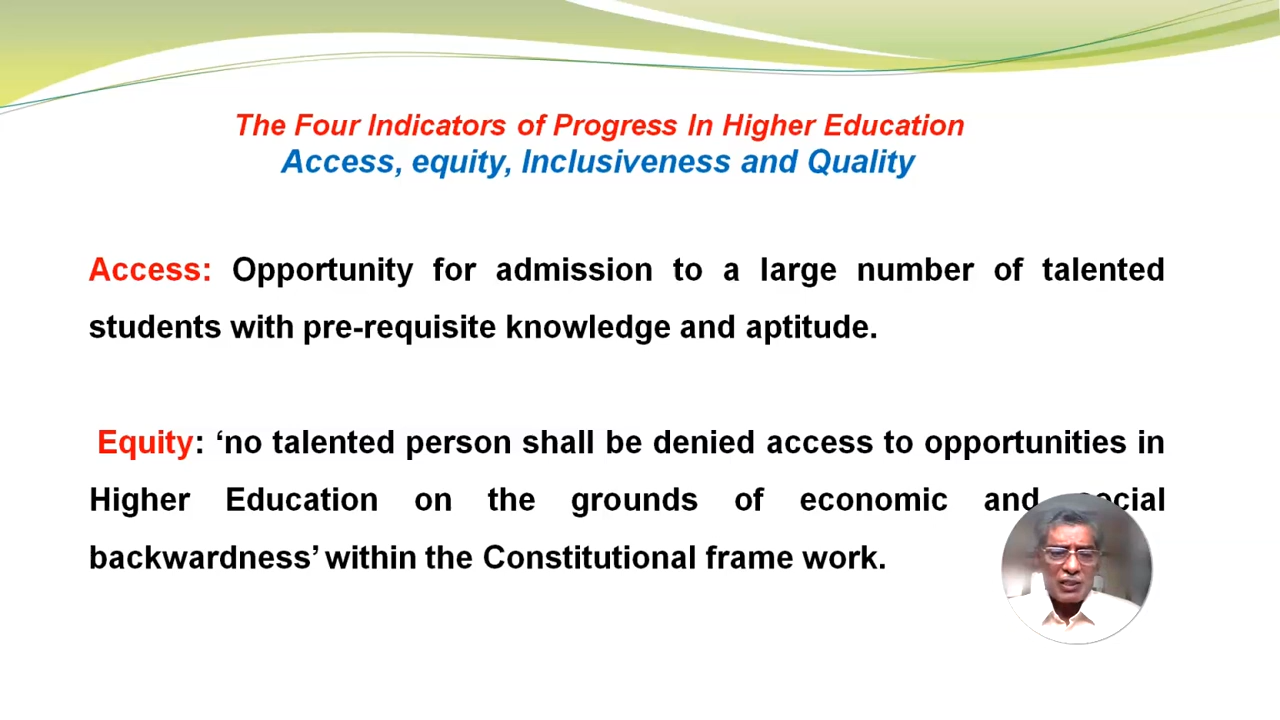 The Four Indicators of Progress In Higher Education
Access, equity, Inclusiveness and Quality
Access: Opportunity for admission to a large number of talented
students with pre-requisite knowledge and aptitude.
Equity: ‘no talented person shall be denied access to opportunities in
Higher Education on the grounds of economic and social
backwardness’ within the Constitutional frame work.